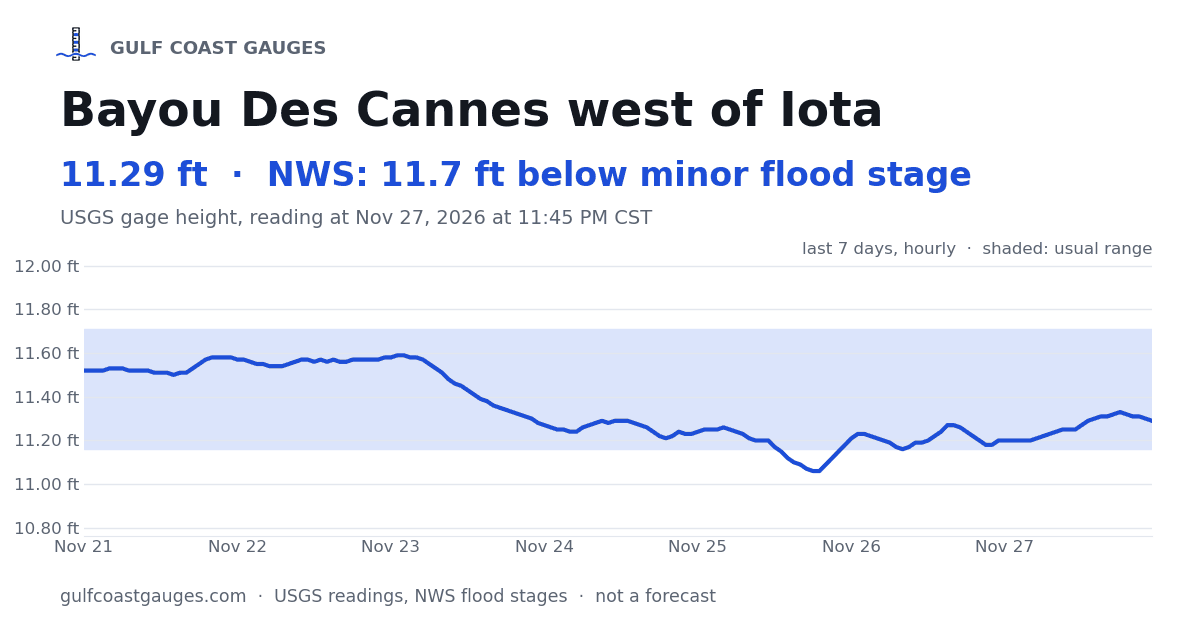 GULF COAST GAUGES
Bayou Des Cannes west of Iota
11.29 ft · NWS: 11.7 ft below minor flood stage
USGS gage height, reading at Nov 27, 2026 at 11:45 PM CST
last 7 days, hourly · shaded: usual range
12.00 ft
11.80 ft
11.60 ft
11.40 ft
11.20 ft
11.00 ft
10.80 ft
Nov 21 Nov 22 Nov 23 Nov 24 Nov 25 Nov 26 Nov 27
gulfcoastgauges.com · USGS readings, NWS flood stages · not a forecast